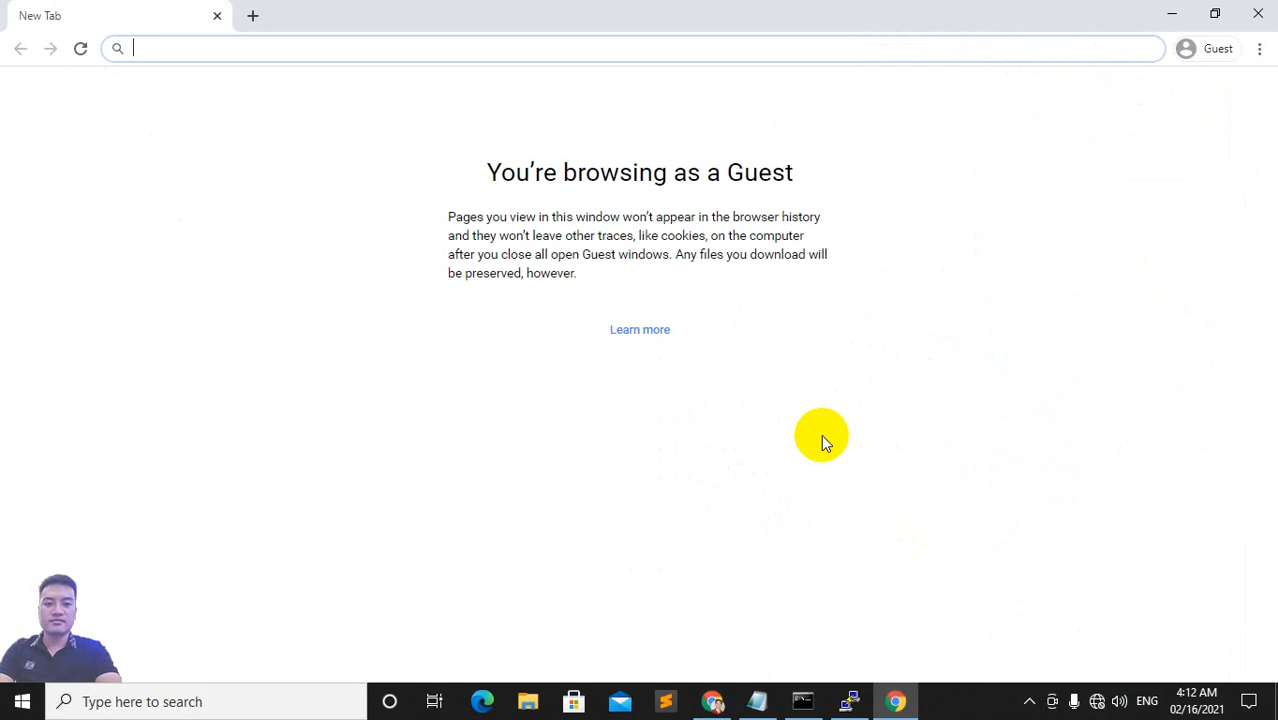 New Tab
Guest
You’re browsing as a Guest
Pages you view in this window won’t appear in the browser history
and they won’t leave other traces, like cookies, on the computer
after you close all open Guest windows. Any files you download will
be preserved, however.
Learn more
Type here to search
ENG
4:12 AM
02/16/2021